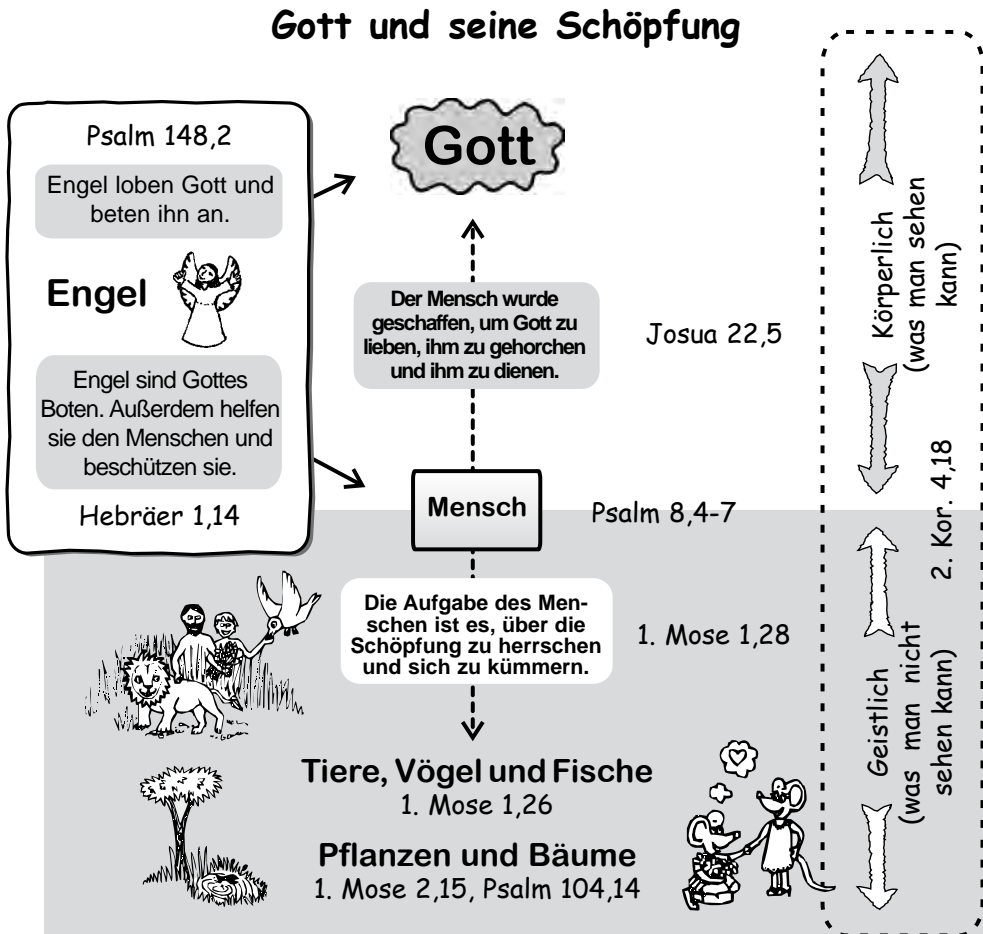 Gott und seine Schöpfung
Psalm 148,2
Engel loben Gott und
beten ihn an.
Engel
Engel sind Gottes
Boten. Außerdem helfen
sie den Menschen und
beschützen sie.
Hebräer 1,14
Gott
Der Mensch wurde
geschaffen, um Gott zu
lieben, ihm zu gehorchen
und ihm zu dienen.
Josua 22,5
Mensch
Psalm 8,4-7
Die Aufgabe des Men-
schen ist es, über die
Schöpfung zu herrschen
und sich zu kümmern.
1. Mose 1,28
Tiere, Vögel und Fische
1. Mose 1,26
Pflanzen und Bäume
1. Mose 2,15, Psalm 104,14
Körperlich
(was man sehen
kann)
2. Kor. 4,18
Geistlich
(was man nicht
sehen kann)